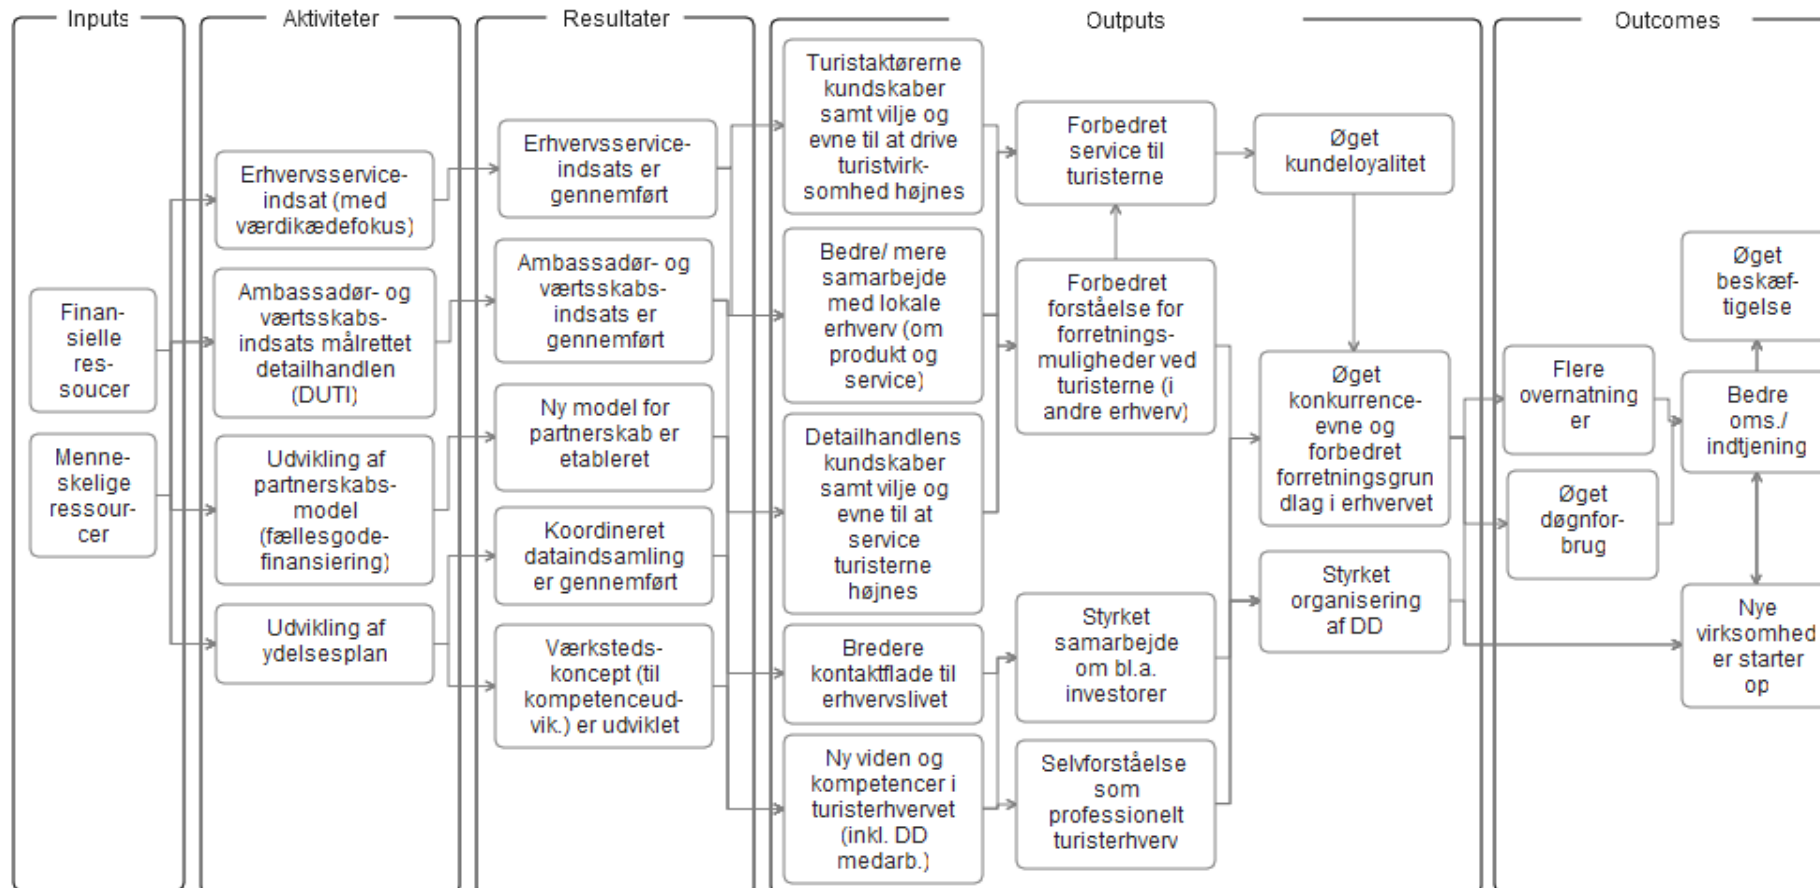 Inputs
Aktiviteter
Resultater
Outputs
Outcomes
Finan-
sielle
res-
soucer
Menne-
skelige
ressour-
cer
Erhvervsservice-
indsat (med
værdikædefokus)
Ambassadør- og
værtsskabs-
indsats målrettet
detailhandlen
(DUTI)
Udvikling af
partnerskabs-
model
(fællesgode-
finansiering)
Udvikling af
ydelsesplan
Erhvervsservice-
indsats er
gennemført
Ambassadør- og
værtsskabs-
indsats er
gennemført
Ny model for
partnerskab er
etableret
Koordineret
dataindsamling
er gennemført
Værksteds-
koncept (til
kompetenceud-
vik.) er udviklet
Turistaktørerne
kundskaber
samt vilje og
evne til at drive
turistvirk-
somhed højnes
Bedre/ mere
samarbejde
med lokale
erhverv (om
produkt og
service)
Detailhandlens
kundskaber
samt vilje og
evne til at
service
turisterne
højnes
Bredere
kontaktflade til
erhvervslivet
Ny viden og
kompetencer i
turisterhvervet
(inkl. DD
medarb.)
Forbedret
service til
turisterne
Forbedret
forståelse for
forretnings-
muligheder ved
turisterne (i
andre erhverv)
Styrket
samarbejde
om bl.a.
investorer
Selvforståelse
som
professionelt
turisterhverv
Øget
kundeloyalitet
Øget
konkurrence-
evne og
forbedret
forretningsgrun
dlag i erhvervet
Styrket
organisering
af DD
Flere
overnatning
er
Øget
døgnfor-
brug
Øget
beskæf-
tigelse
Bedre
oms./
indtjening
Nye
virksomhed
er starter
op